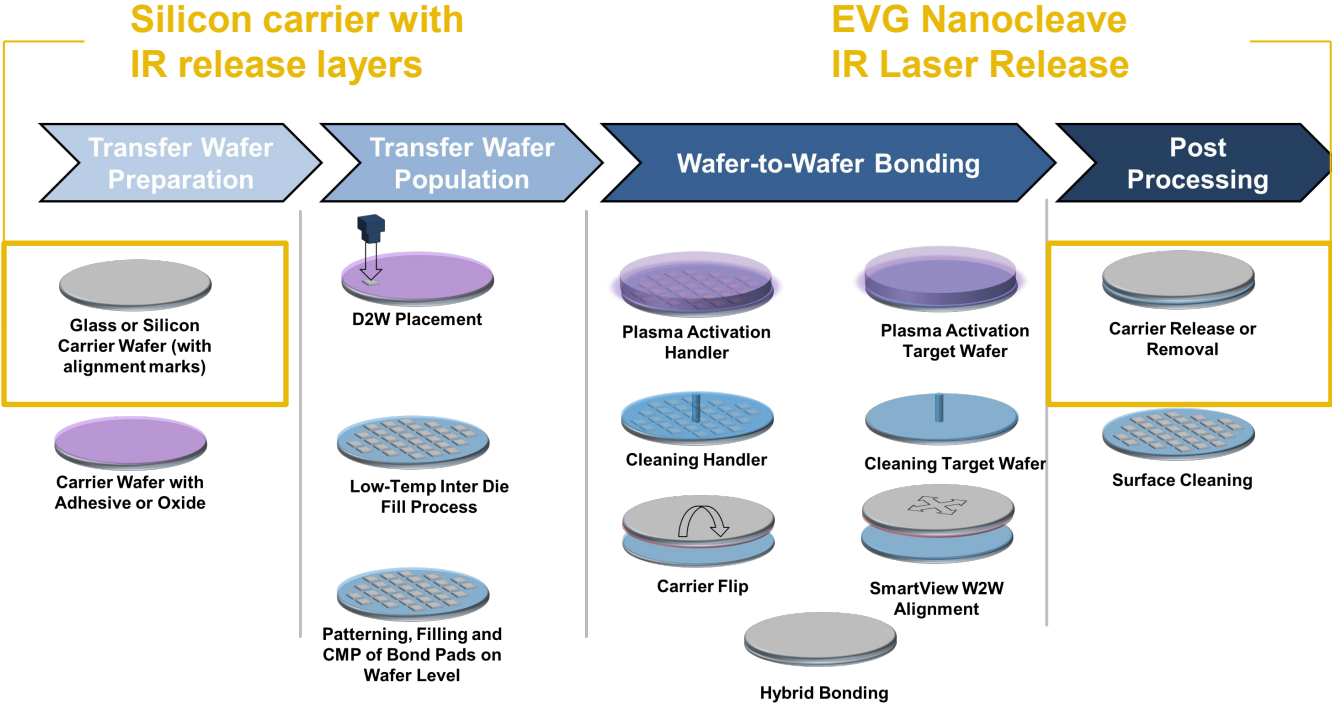 Silicon carrier with
IR release layers
EVG Nanocleave
IR Laser Release
Transfer Wafer
Preparation
Transfer Wafer
Population
Wafer-to-Wafer Bonding
Post
Processing
Glass or Silicon
Carrier Wafer (with
alignment marks)
Carrier Wafer with
Adhesive or Oxide
D2W Placement
Low-Temp Inter Die
Fill Process
Patterning, Filling and
CMP of Bond Pads on
Wafer Level
Plasma Activation
Handler
Plasma Activation
Target Wafer
Cleaning Handler
Cleaning Target Wafer
Carrier Flip
SmartView W2W
Alignment
Hybrid Bonding
Carrier Release or
Removal
Surface Cleaning